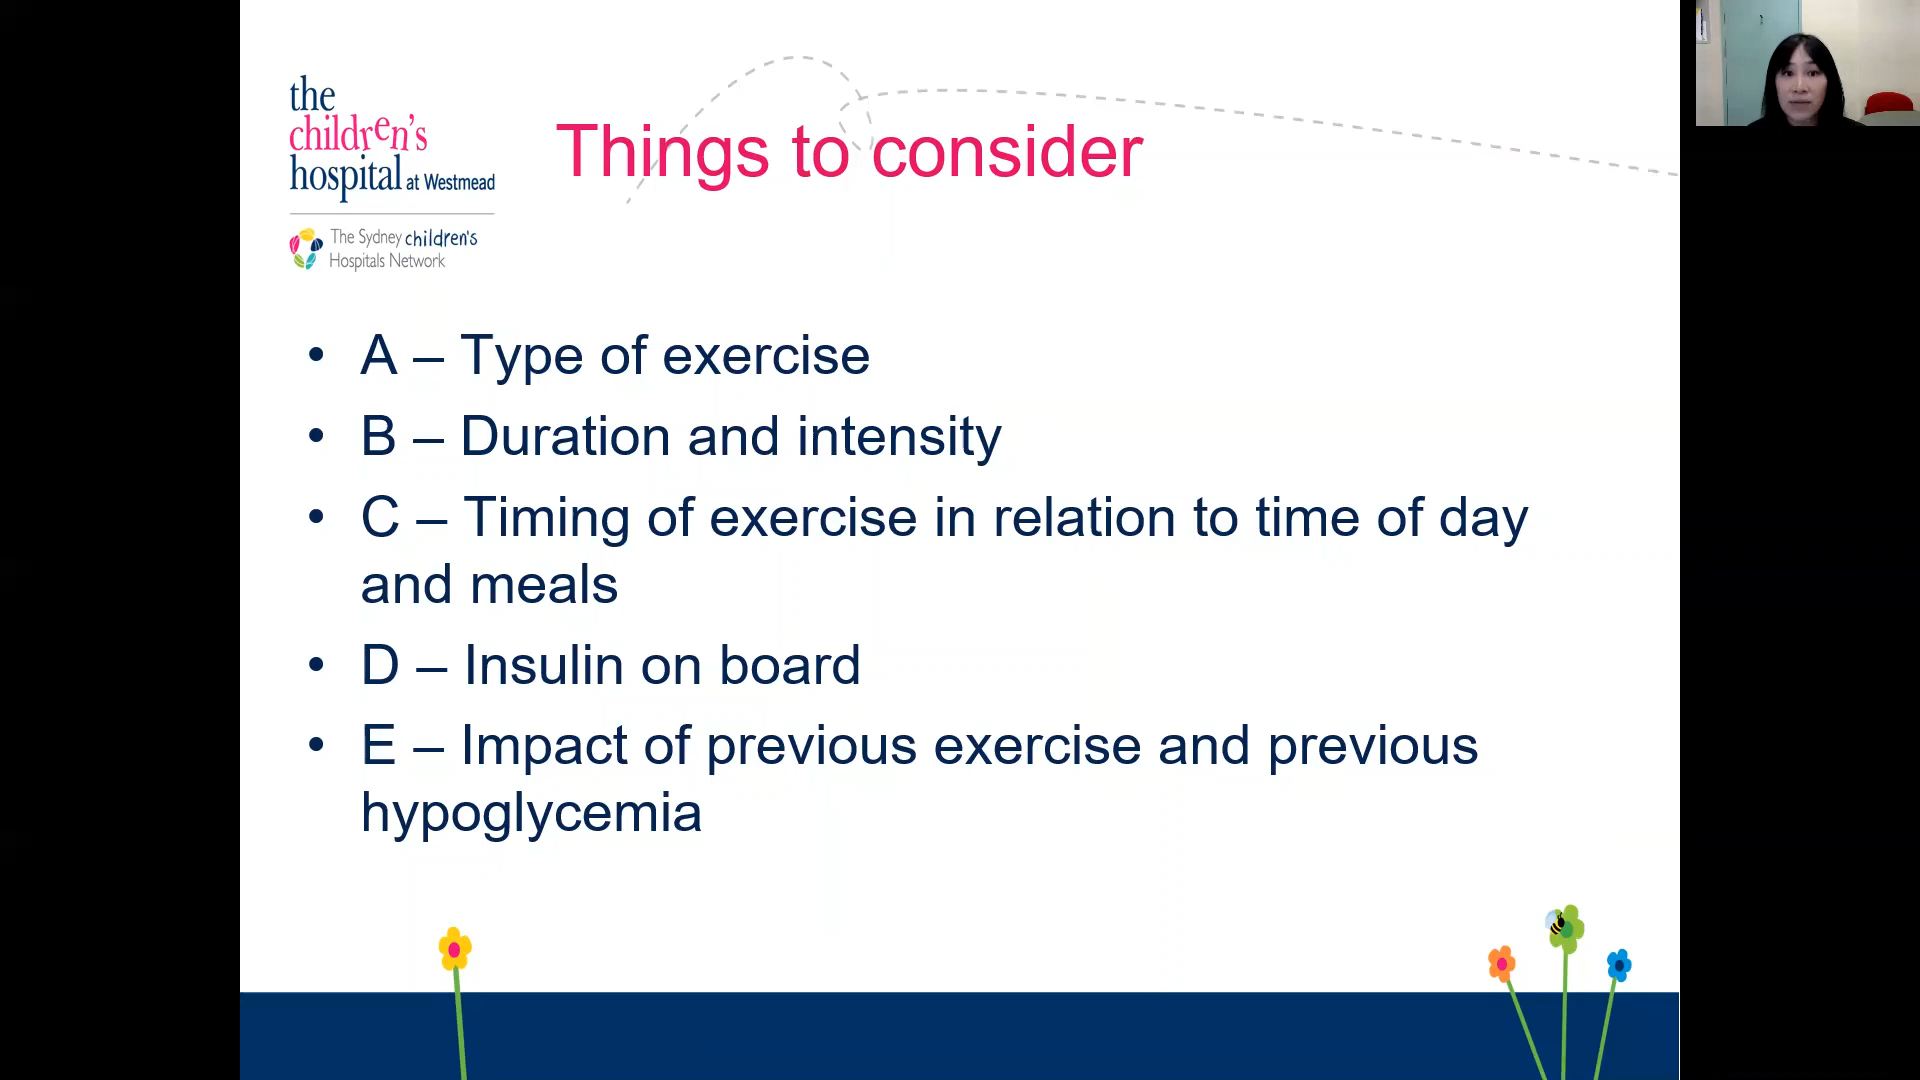 the
children's
hospital at Westmead
The Sydney children's
Hospitals Network
Things to consider
• A – Type of exercise
• B – Duration and intensity
• C – Timing of exercise in relation to time of day
and meals
• D – Insulin on board
• E – Impact of previous exercise and previous
hypoglycemia